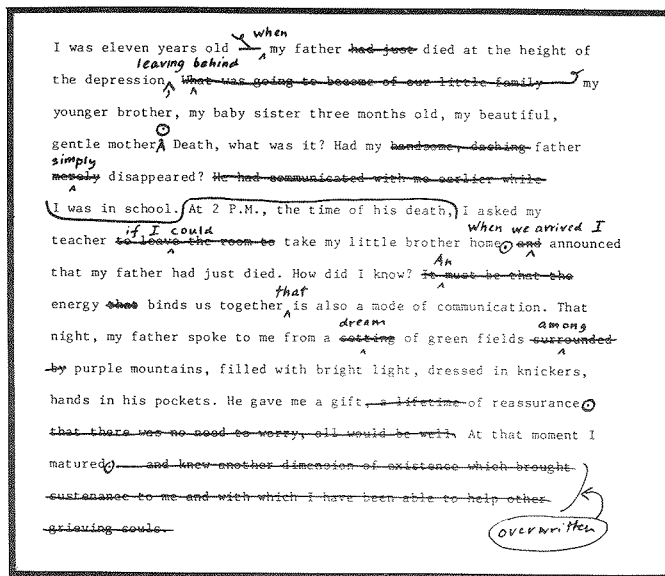 when
I was eleven years old my father had just died at the height of
leaving behind
the depression, What was going to become of our little family my
younger brother, my baby sister three months old, my beautiful,
gentle mother. Death, what was it? Had my handsome, dashing father
simply
merely disappeared? He had communicated with me earlier while
I was in school. At 2 P.M., the time of his death, I asked my
if I could when we arrived I
teacher to leave the room to take my little brother home. and announced
An
that my father had just died. How did I know? It must be that the
that
energy that binds us together is also a mode of communication. That
dream among
night, my father spoke to me from a setting of green fields surrounded
by purple mountains, filled with bright light, dressed in knickers,
hands in his pockets. He gave me a gift, a lifetime of reassurance.
that there was no need to worry, all would be well. At that moment I
matured. and knew another dimension of existence which brought
sustenance to me and with which I have been able to help other
grieving souls.
overwritten